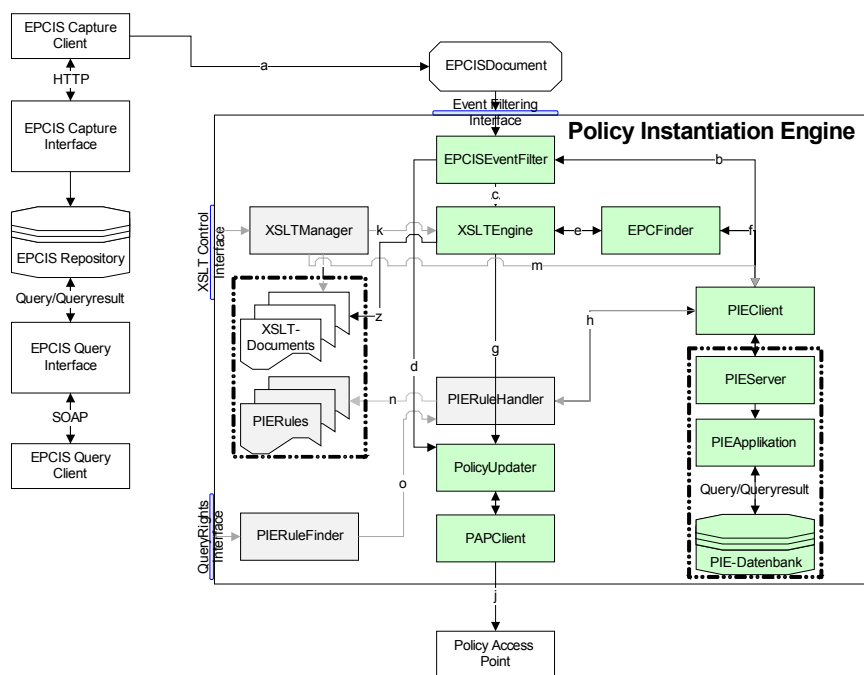 EPCIS Capture
Client
HTTP
EPCIS Capture
Interface
EPCIS Repository
Query/Queryresult
EPCIS Query
Interface
SOAP
EPCIS Query
Client
a
EPCISDocument
Event Filtering
Interface
Policy Instantiation Engine
EPCISEventFilter
b
c
XSLT Control
Interface
XSLTManager
k
XSLTEngine
e
EPCFinder
f
m
XSLT-
Documents
z
d
g
h
PIEClient
PIEServer
PIERules
n
PIERuleHandler
PIEApplikation
o
PolicyUpdater
Query/Queryresult
QueryRights
Interface
PIERuleFinder
PAPClient
PIE-Datenbank
j
Policy Access
Point